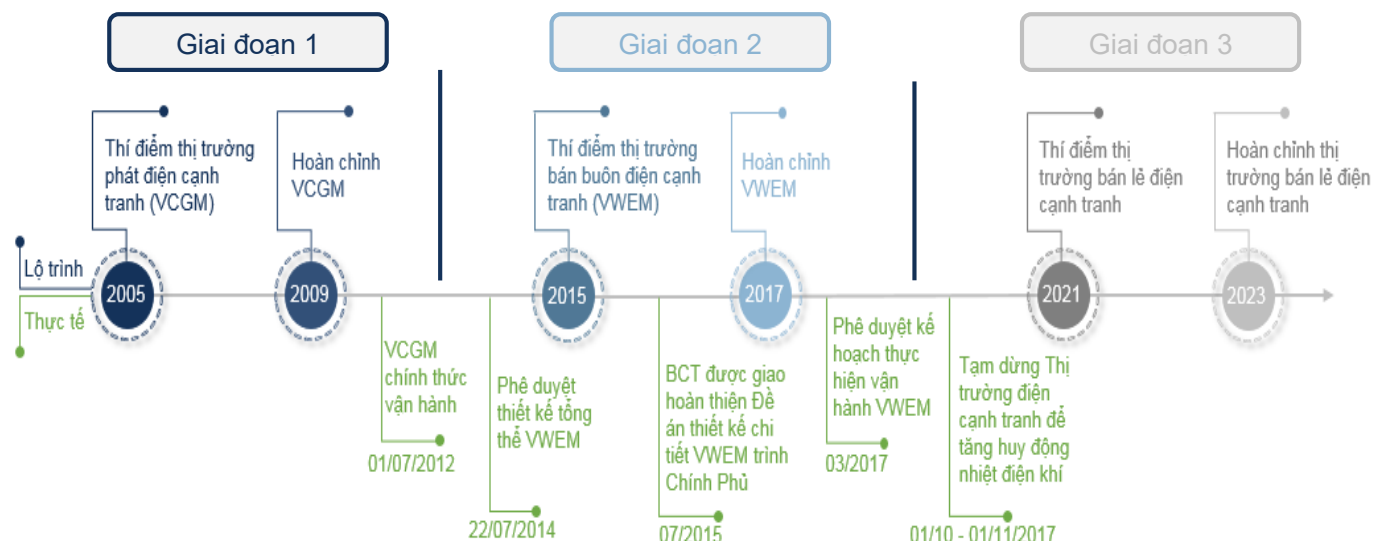 Giai đoạn 1
Giai đoạn 2
Giai đoạn 3
Thí điểm thị trường
phát điện cạnh
tranh (VCGM)
Hoàn chỉnh
VCGM
Thí điểm thị trường
bán buôn điện cạnh
tranh (VWEM)
Hoàn chỉnh
VWEM
Thí điểm thị
trường bán lẻ điện
cạnh tranh
Hoàn chỉnh thị
trường bán lẻ điện
cạnh tranh
Lộ trình
2005
2009
2015
2017
2021
2023
Thực tế
VCGM
chính thức
vận hành
01/07/2012
Phê duyệt
thiết kế tổng
thể VWEM
22/07/2014
BCT được giao
hoàn thiện Đề
án thiết kế chi
tiết VWEM trình
Chính Phủ
07/2015
Phê duyệt kế
hoạch thực
hiện vận
hành VWEM
03/2017
Tạm dừng Thị
trường điện
cạnh tranh để
tăng huy động
nhiệt điện khí
01/10 - 01/11/2017